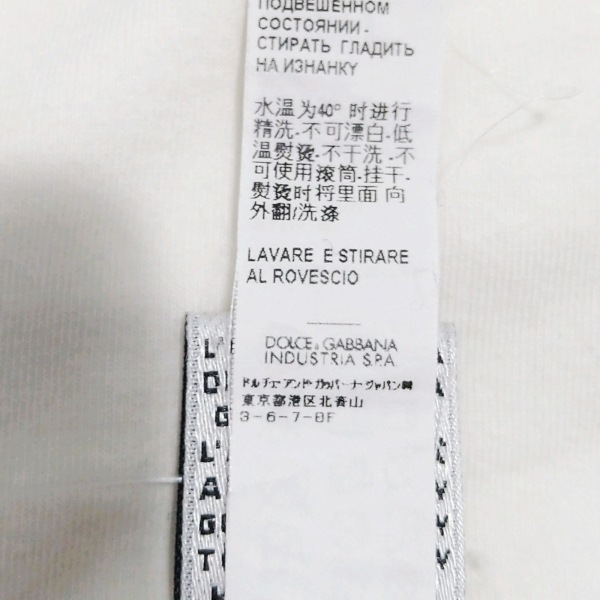 ПОДВЕШЕННОМ
СОСТОЯНИИ -
СТИРАТЬ ГЛАДИТЬ
НА ИЗНАНКУ
水温为40° 时进行
精洗-不可漂白-低
温熨烫-不干洗-不
可使用滚筒-挂干-
熨烫时将里面 向
外翻/洗涤
LAVARE E STIRARE
AL ROVESCIO
DOLCE & GABBANA
INDUSTRIA S.P.A.
ドルチェ アンド ガッバーナ ジャパン㈱
東京都港区北青山
3-6-7-8F